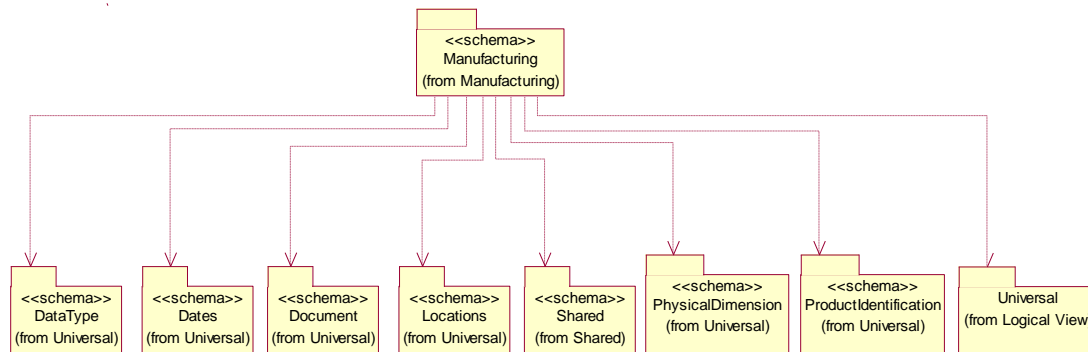 <<schema>>
Manufacturing
(from Manufacturing)
<<schema>>
DataType
(from Universal)
<<schema>>
Dates
(from Universal)
<<schema>>
Document
(from Universal)
<<schema>>
Locations
(from Universal)
<<schema>>
Shared
(from Shared)
<<schema>>
PhysicalDimension
(from Universal)
<<schema>>
ProductIdentification
(from Universal)
Universal
(from Logical View)